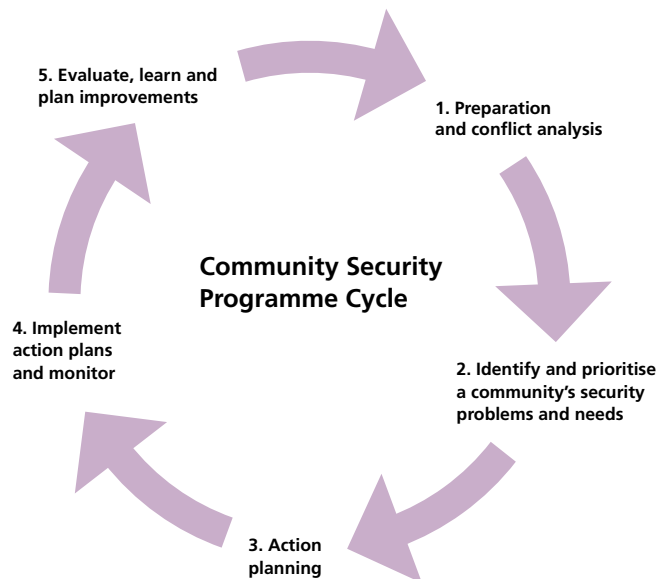 Community Security
Programme Cycle
1. Preparation
and conflict analysis
2. Identify and prioritise
a community’s security
problems and needs
3. Action
planning
4. Implement
action plans
and monitor
5. Evaluate, learn and
plan improvements